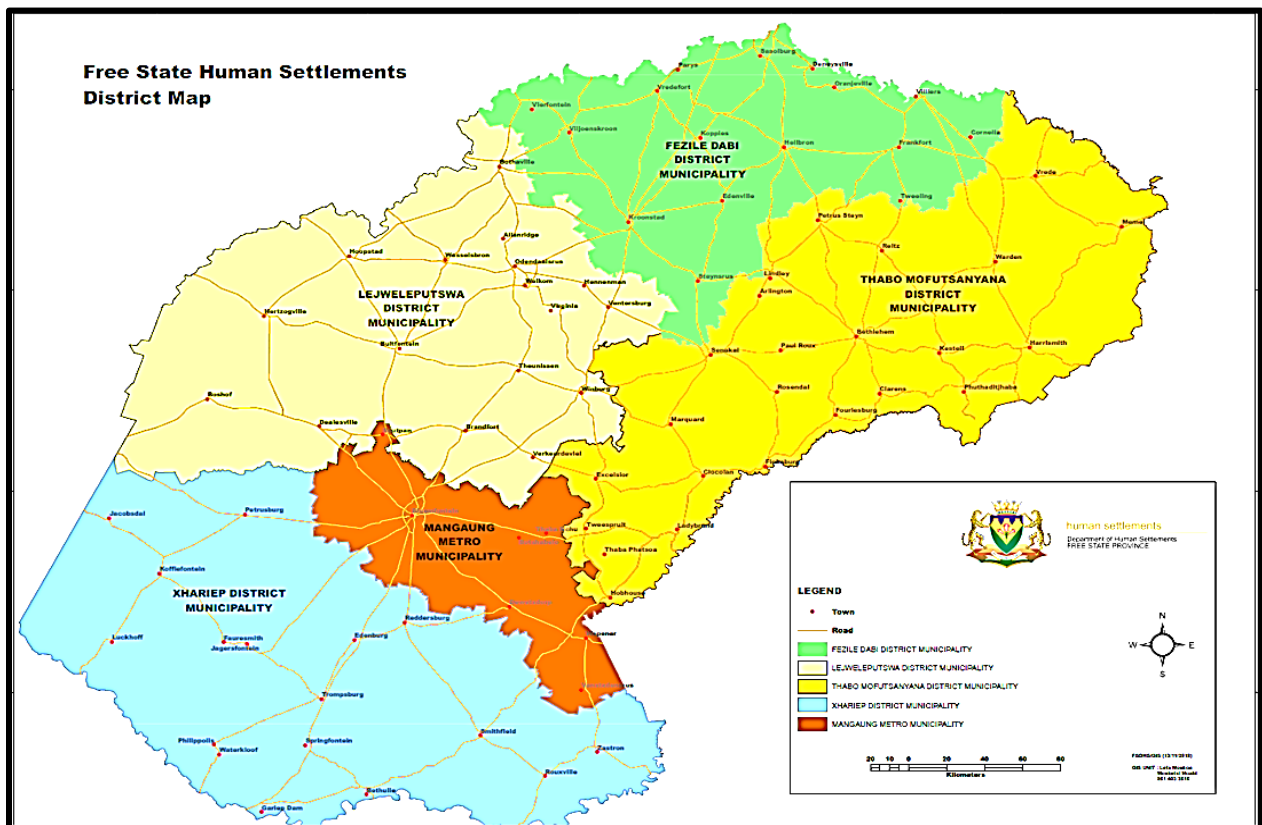 Free State Human Settlements
District Map
Sasolburg
Parys
Deneysville
Oranjeville
Vredefort
Villiers
Vierfontein
Viljoenskroon
Koppies
Cornelia
FEZILE DABI
DISTRICT
MUNICIPALITY
Heilbron
Frankfort
Bothaville
Vrede
Edenville
Tweeling
Kroonstad
Petrus Steyn
Memel
Allanridge
Reitz
Hoopstad
Wesselsbron
Odendaalsrus
Warden
Steynsrus
Lindley
Welkom
Hennenman
THABO MOFUTSANYANA
DISTRICT
MUNICIPALITY
LEJWELEPUTSWA
DISTRICT
MUNICIPALITY
Arlington
Virginia
Ventersburg
Hertzogville
Bethlehem
Bultfontein
Senekal
Paul Roux
Kestell
Harrismith
Theunissen
Winburg
Rosendal
Clarens
Phuthaditjhaba
Boshof
Fouriesburg
Marquard
Dealesville
Brandfort
Verkeerdevlei
Excelsior
Clocolan
Jacobsdal
Petrusburg
MANGAUNG
METRO
MUNICIPALITY
Tweespruit
Ladybrand
Thaba Phatsoa
Koffiefontein
XHARIEP DISTRICT
MUNICIPALITY
Hobhouse
Reddersburg
Luckhoff
Fauresmith
Jagersfontein
Edenburg
Trompsburg
Philippolis
Waterkloof
Springfontein
Smithfield
Zastron
Rouxville
Bethulie
Gariep Dam
human settlements
Department of Human Settlements
FREE STATE PROVINCE
LEGEND
Town
Road
FEZILE DABI DISTRICT MUNICIPALITY
LEJWELEPUTSWA DISTRICT MUNICIPALITY
THABO MOFUTSANYANA DISTRICT MUNICIPALITY
XHARIEP DISTRICT MUNICIPALITY
MANGAUNG METRO MUNICIPALITY
N
W
E
S
20 10 0 20 40 60 80
Kilometers